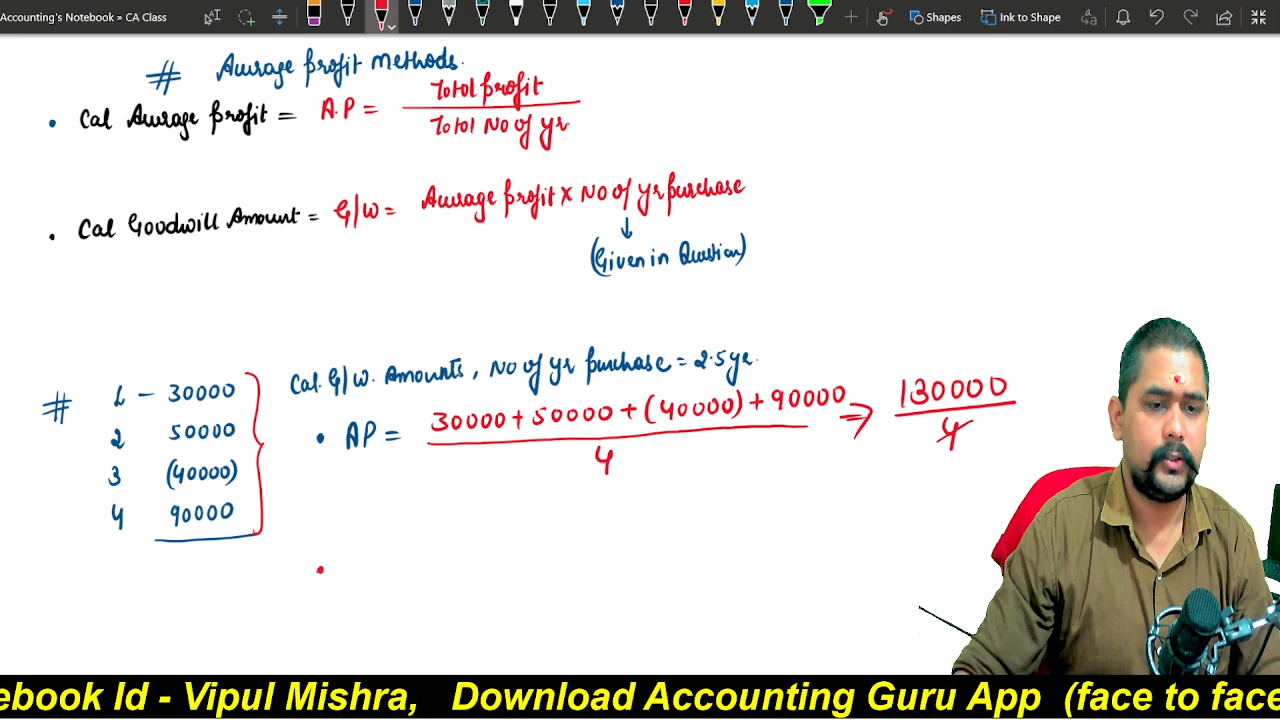 Accounting's Notebook » CA Class
Shapes
Ink to Shape
# Average profit methods.
• Cal Average profit = A.P = Total profit
Total No of yr
• Cal Goodwill Amount = G/W = Average profit x No of yr purchase
↓
(Given in Question)
Cal. G/W. Amounts, No of yr purchase = 2.5 yr.
# 1 - 30000
2 50000
3 (40000)
4 90000
• AP = 30000 + 50000 + (40000) + 90000 ⇒ 130000
4 4
ebook Id - Vipul Mishra, Download Accounting Guru App (face to face